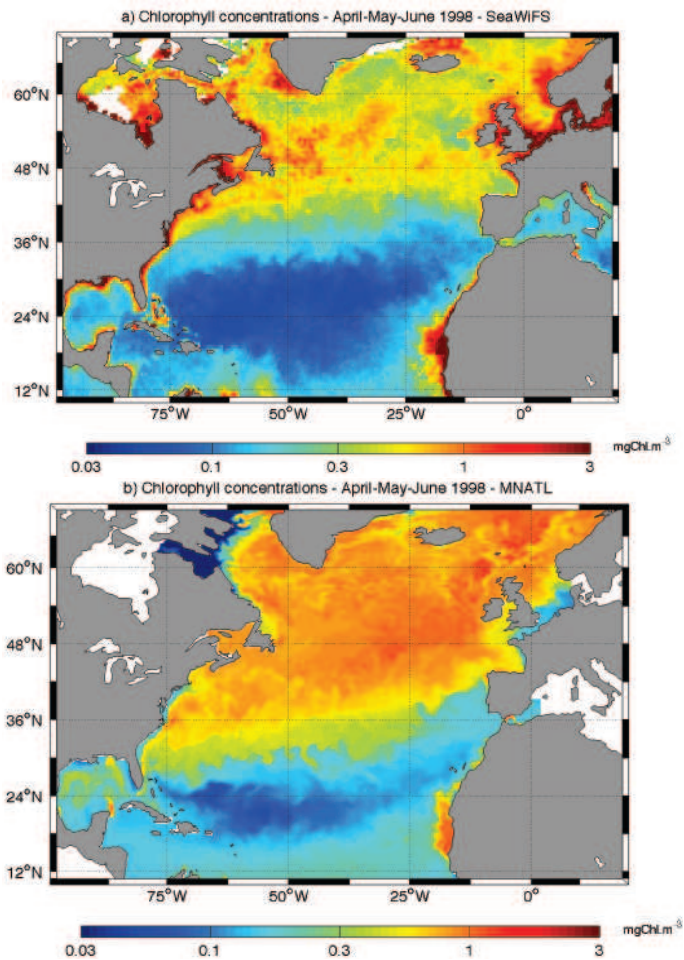 a) Chlorophyll concentrations - April-May-June 1998 - SeaWiFS
60°N
48°N
36°N
24°N
12°N
75°W 50°W 25°W 0°
0.03 0.1 0.3 1 3 mgChl.m⁻³
b) Chlorophyll concentrations - April-May-June 1998 - MNATL
60°N
48°N
36°N
24°N
12°N
75°W 50°W 25°W 0°
0.03 0.1 0.3 1 3 mgChl.m⁻³